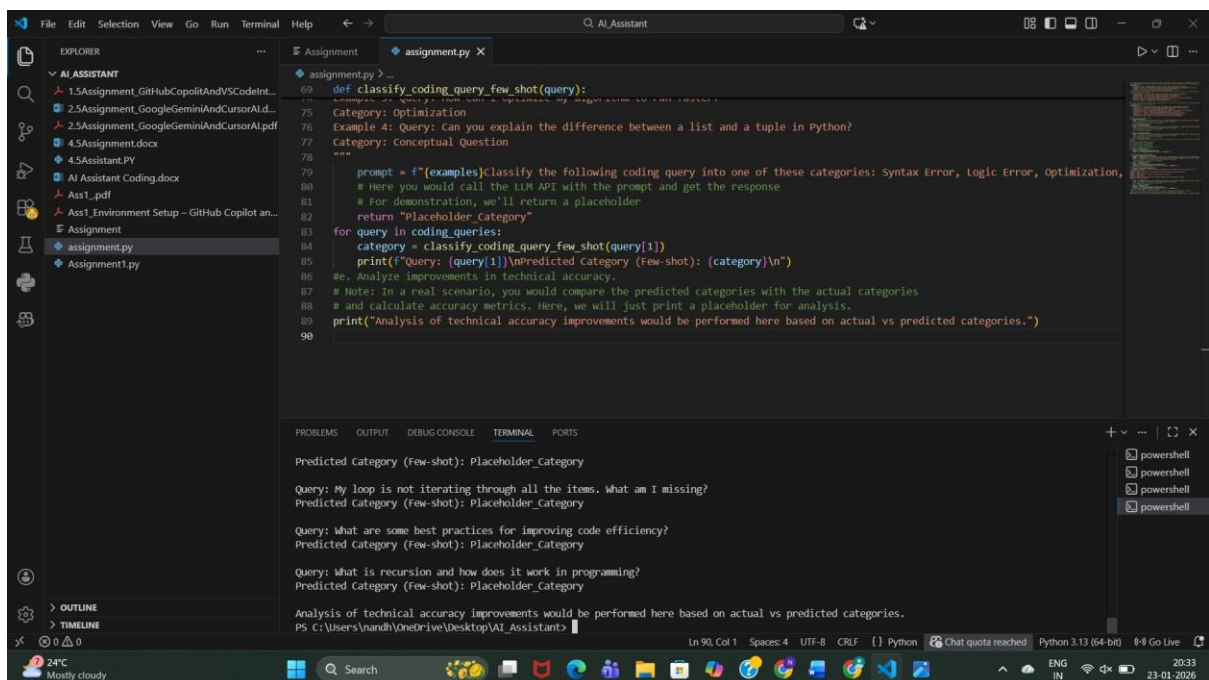 File Edit Selection View Go Run Terminal Help
AI_Assistant
EXPLORER
AI_ASSISTANT
1.5Assignment_GitHubCopolitAndVSCodeInt...
2.5Assignment_GoogleGeminiAndCursorAI.d...
2.5Assignment_GoogleGeminiAndCursorAI.pdf
4.5Assignment.docx
4.5Assistant.PY
AI Assistant Coding.docx
Ass1_.pdf
Ass1_Environment Setup – GitHub Copilot an...
Assignment
assignment.py
Assignment1.py
OUTLINE
TIMELINE
Assignment
assignment.py
assignment.py > ...
69 def classify_coding_query_few_shot(query):
74 Example 3: Query: How can I optimize my algorithm to run faster?
75 Category: Optimization
76 Example 4: Query: Can you explain the difference between a list and a tuple in Python?
77 Category: Conceptual Question
78 """
79 prompt = f"{examples}Classify the following coding query into one of these categories: Syntax Error, Logic Error, Optimization,
80 # Here you would call the LLM API with the prompt and get the response
81 # For demonstration, we'll return a placeholder
82 return "Placeholder_Category"
83 for query in coding_queries:
84 category = classify_coding_query_few_shot(query[1])
85 print(f"Query: {query[1]}\nPredicted Category (Few-shot): {category}\n")
86 #e. Analyze improvements in technical accuracy.
87 # Note: In a real scenario, you would compare the predicted categories with the actual categories
88 # and calculate accuracy metrics. Here, we will just print a placeholder for analysis.
89 print("Analysis of technical accuracy improvements would be performed here based on actual vs predicted categories.")
90
PROBLEMS OUTPUT DEBUG CONSOLE TERMINAL PORTS
Predicted Category (Few-shot): Placeholder_Category
Query: My loop is not iterating through all the items. What am I missing?
Predicted Category (Few-shot): Placeholder_Category
Query: What are some best practices for improving code efficiency?
Predicted Category (Few-shot): Placeholder_Category
Query: What is recursion and how does it work in programming?
Predicted Category (Few-shot): Placeholder_Category
Analysis of technical accuracy improvements would be performed here based on actual vs predicted categories.
PS C:\Users\nandh\OneDrive\Desktop\AI_Assistant>
powershell
powershell
powershell
powershell
0 0 Ln 90, Col 1 Spaces: 4 UTF-8 CRLF {} Python Chat quota reached Python 3.13 (64-bit) Go Live
7 24°C
Mostly cloudy
Search
ENG
IN
20:33
23-01-2026